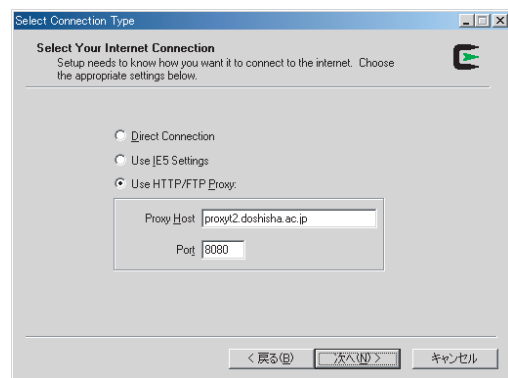 Select Connection Type
Select Your Internet Connection
Setup needs to know how you want it to connect to the internet. Choose
the appropriate settings below.
Direct Connection
Use IE5 Settings
Use HTTP/FTP Proxy:
Proxy Host proxyt2.doshisha.ac.jp
Port 8080
< 戻る(B) 次へ(N) > キャンセル